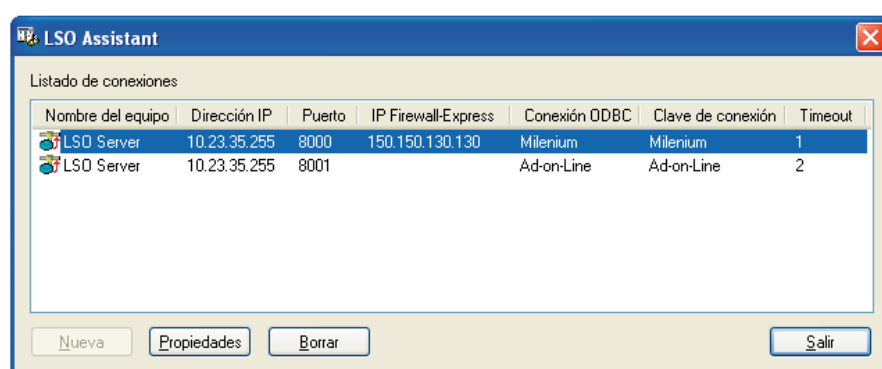 LSO Assistant
Listado de conexiones
Nombre del equipo Dirección IP Puerto IP Firewall-Express Conexión ODBC Clave de conexión Timeout
LSO Server 10.23.35.255 8000 150.150.130.130 Milenium Milenium 1
LSO Server 10.23.35.255 8001 Ad-on-Line Ad-on-Line 2
Nueva Propiedades Borrar Salir